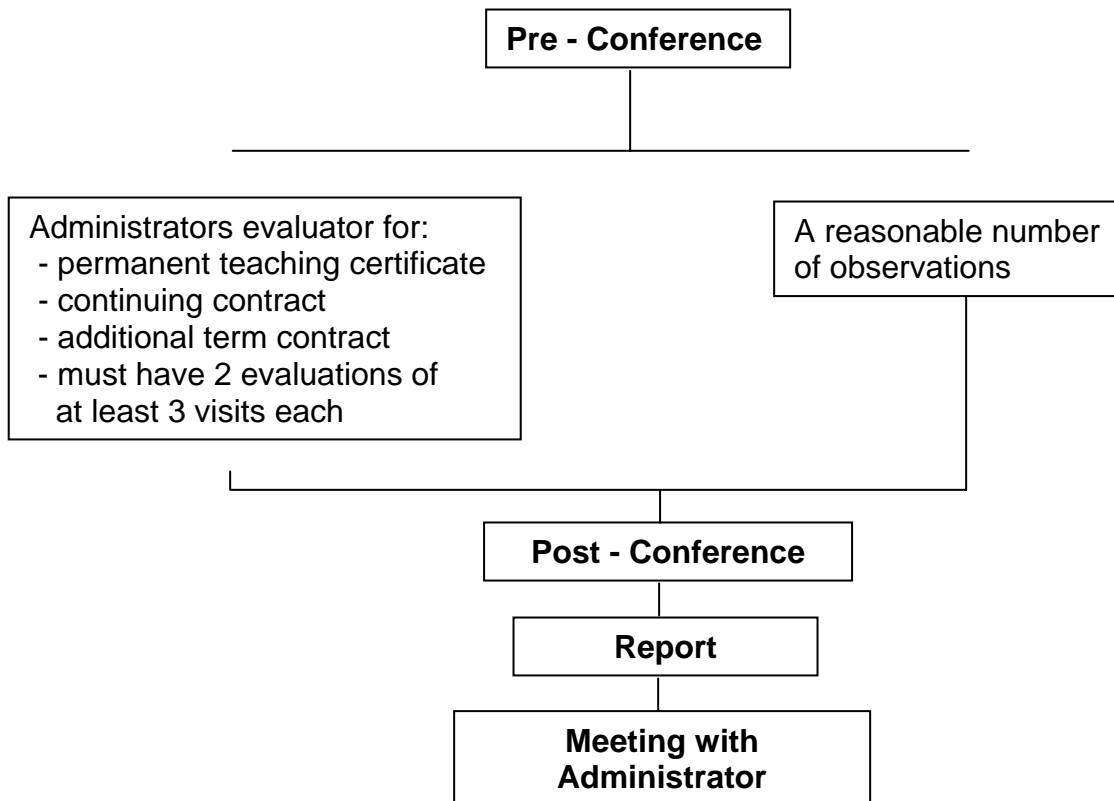 Pre - Conference
Administrators evaluator for:
- permanent teaching certificate
- continuing contract
- additional term contract
- must have 2 evaluations of
at least 3 visits each
A reasonable number
of observations
Post - Conference
Report
Meeting with
Administrator